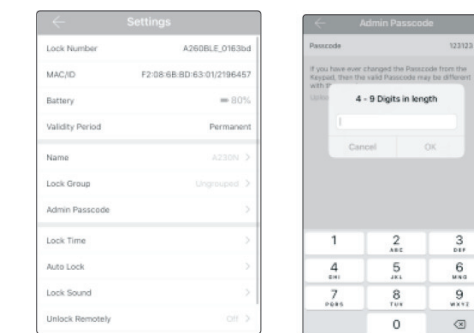 Settings
Lock Number A260BLE_0163bd
MAC/ID F2:08:6B:BD:63:01/2196457
Battery 80%
Validity Period Permanent
Name A230N
Lock Group Ungrouped
Admin Passcode
Lock Time
Auto Lock
Lock Sound
Unlock Remotely Off
Admin Passcode
Passcode 123123
If you have ever changed the Passcode from the
Keypad, then the valid Passcode may be different
with
4 - 9 Digits in length
Cancel OK
1 2 3
ABC DEF
4 5 6
GHI JKL MNO
7 8 9
PQRS TUV WXYZ
0